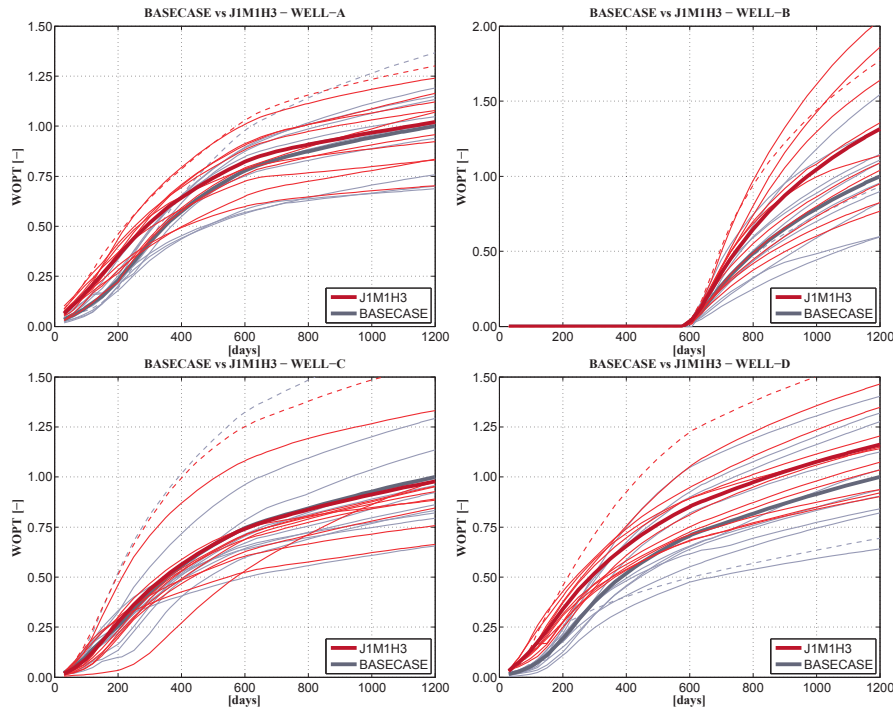 BASECASE vs J1M1H3 − WELL−A
WOPT [−]
1.50
1.25
1.00
0.75
0.50
0.25
0.00
0 200 400 600 800 1000 1200
[days]
J1M1H3
BASECASE
BASECASE vs J1M1H3 − WELL−B
WOPT [−]
2.00
1.50
1.00
0.50
0.00
0 200 400 600 800 1000 1200
[days]
J1M1H3
BASECASE
BASECASE vs J1M1H3 − WELL−C
WOPT [−]
1.50
1.25
1.00
0.75
0.50
0.25
0.00
0 200 400 600 800 1000 1200
[days]
J1M1H3
BASECASE
BASECASE vs J1M1H3 − WELL−D
WOPT [−]
1.50
1.25
1.00
0.75
0.50
0.25
0.00
0 200 400 600 800 1000 1200
[days]
J1M1H3
BASECASE